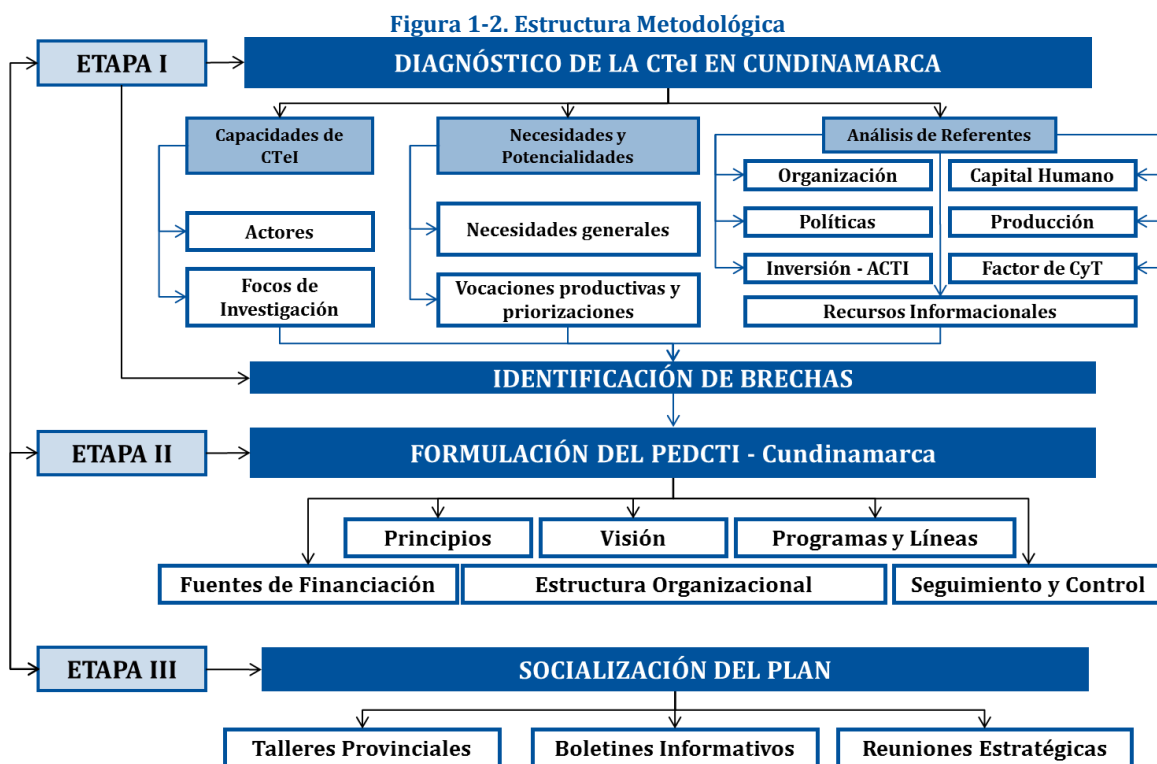 Figura 1-2. Estructura Metodológica
ETAPA I
DIAGNÓSTICO DE LA CTeI EN CUNDINAMARCA
Capacidades de
CTeI
Necesidades y
Potencialidades
Análisis de Referentes
Organización
Capital Humano
Actores
Necesidades generales
Políticas
Producción
Focos de
Investigación
Vocaciones productivas y
priorizaciones
Inversión - ACTI
Factor de CyT
Recursos Informacionales
IDENTIFICACIÓN DE BRECHAS
ETAPA II
FORMULACIÓN DEL PEDCTI - Cundinamarca
Principios
Visión
Programas y Líneas
Fuentes de Financiación
Estructura Organizacional
Seguimiento y Control
ETAPA III
SOCIALIZACIÓN DEL PLAN
Talleres Provinciales
Boletines Informativos
Reuniones Estratégicas